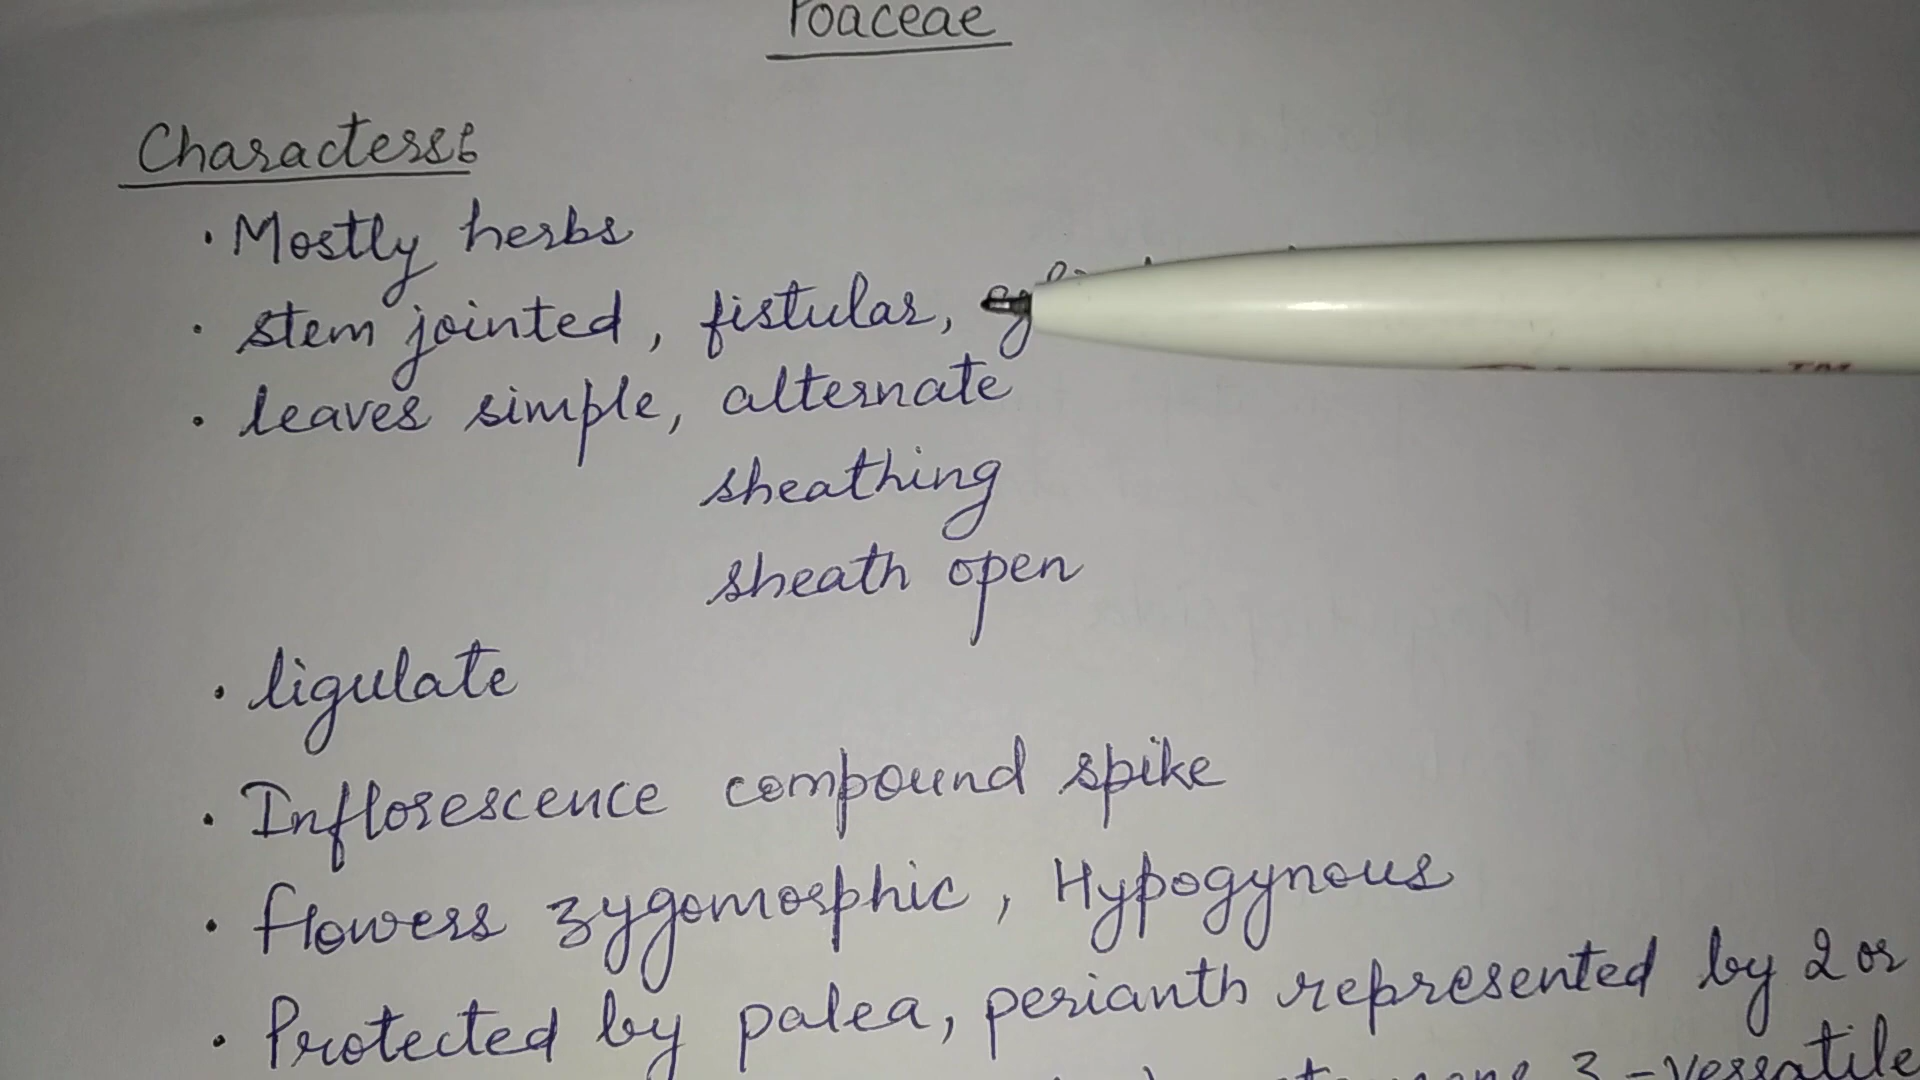 Poaceae
Characters:
· Mostly herbs
· stem jointed, fistular,
· leaves simple, alternate
sheathing
sheath open
· ligulate
· Inflorescence compound spike
· flowers zygomorphic, Hypogynous
· Protected by palea, perianth represented by 2 or
3 - versatile
TM